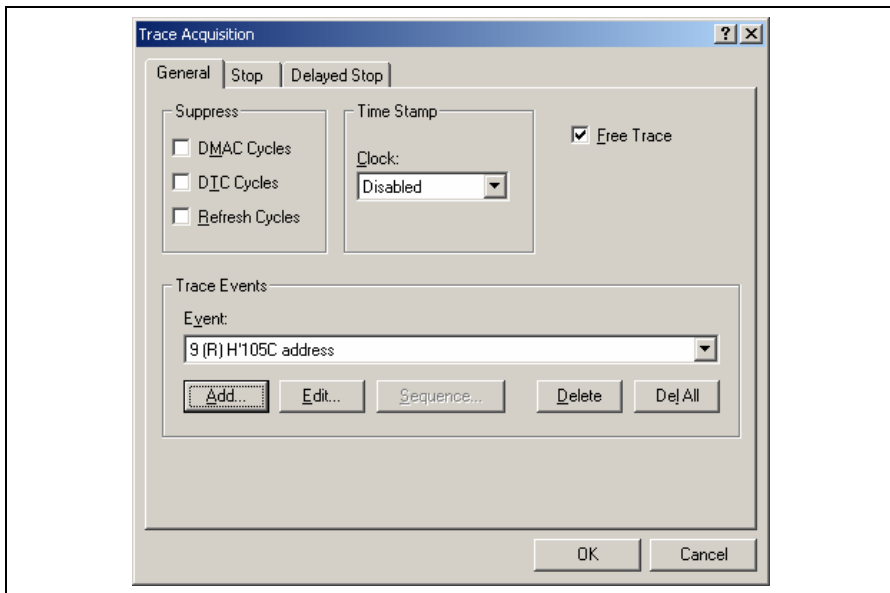 Trace Acquisition
General Stop Delayed Stop
Suppress
DMAC Cycles
DTC Cycles
Refresh Cycles
Time Stamp
Clock:
Disabled
Free Trace
Trace Events
Event:
9 (R) H'105C address
Add... Edit... Sequence... Delete Del All
OK Cancel